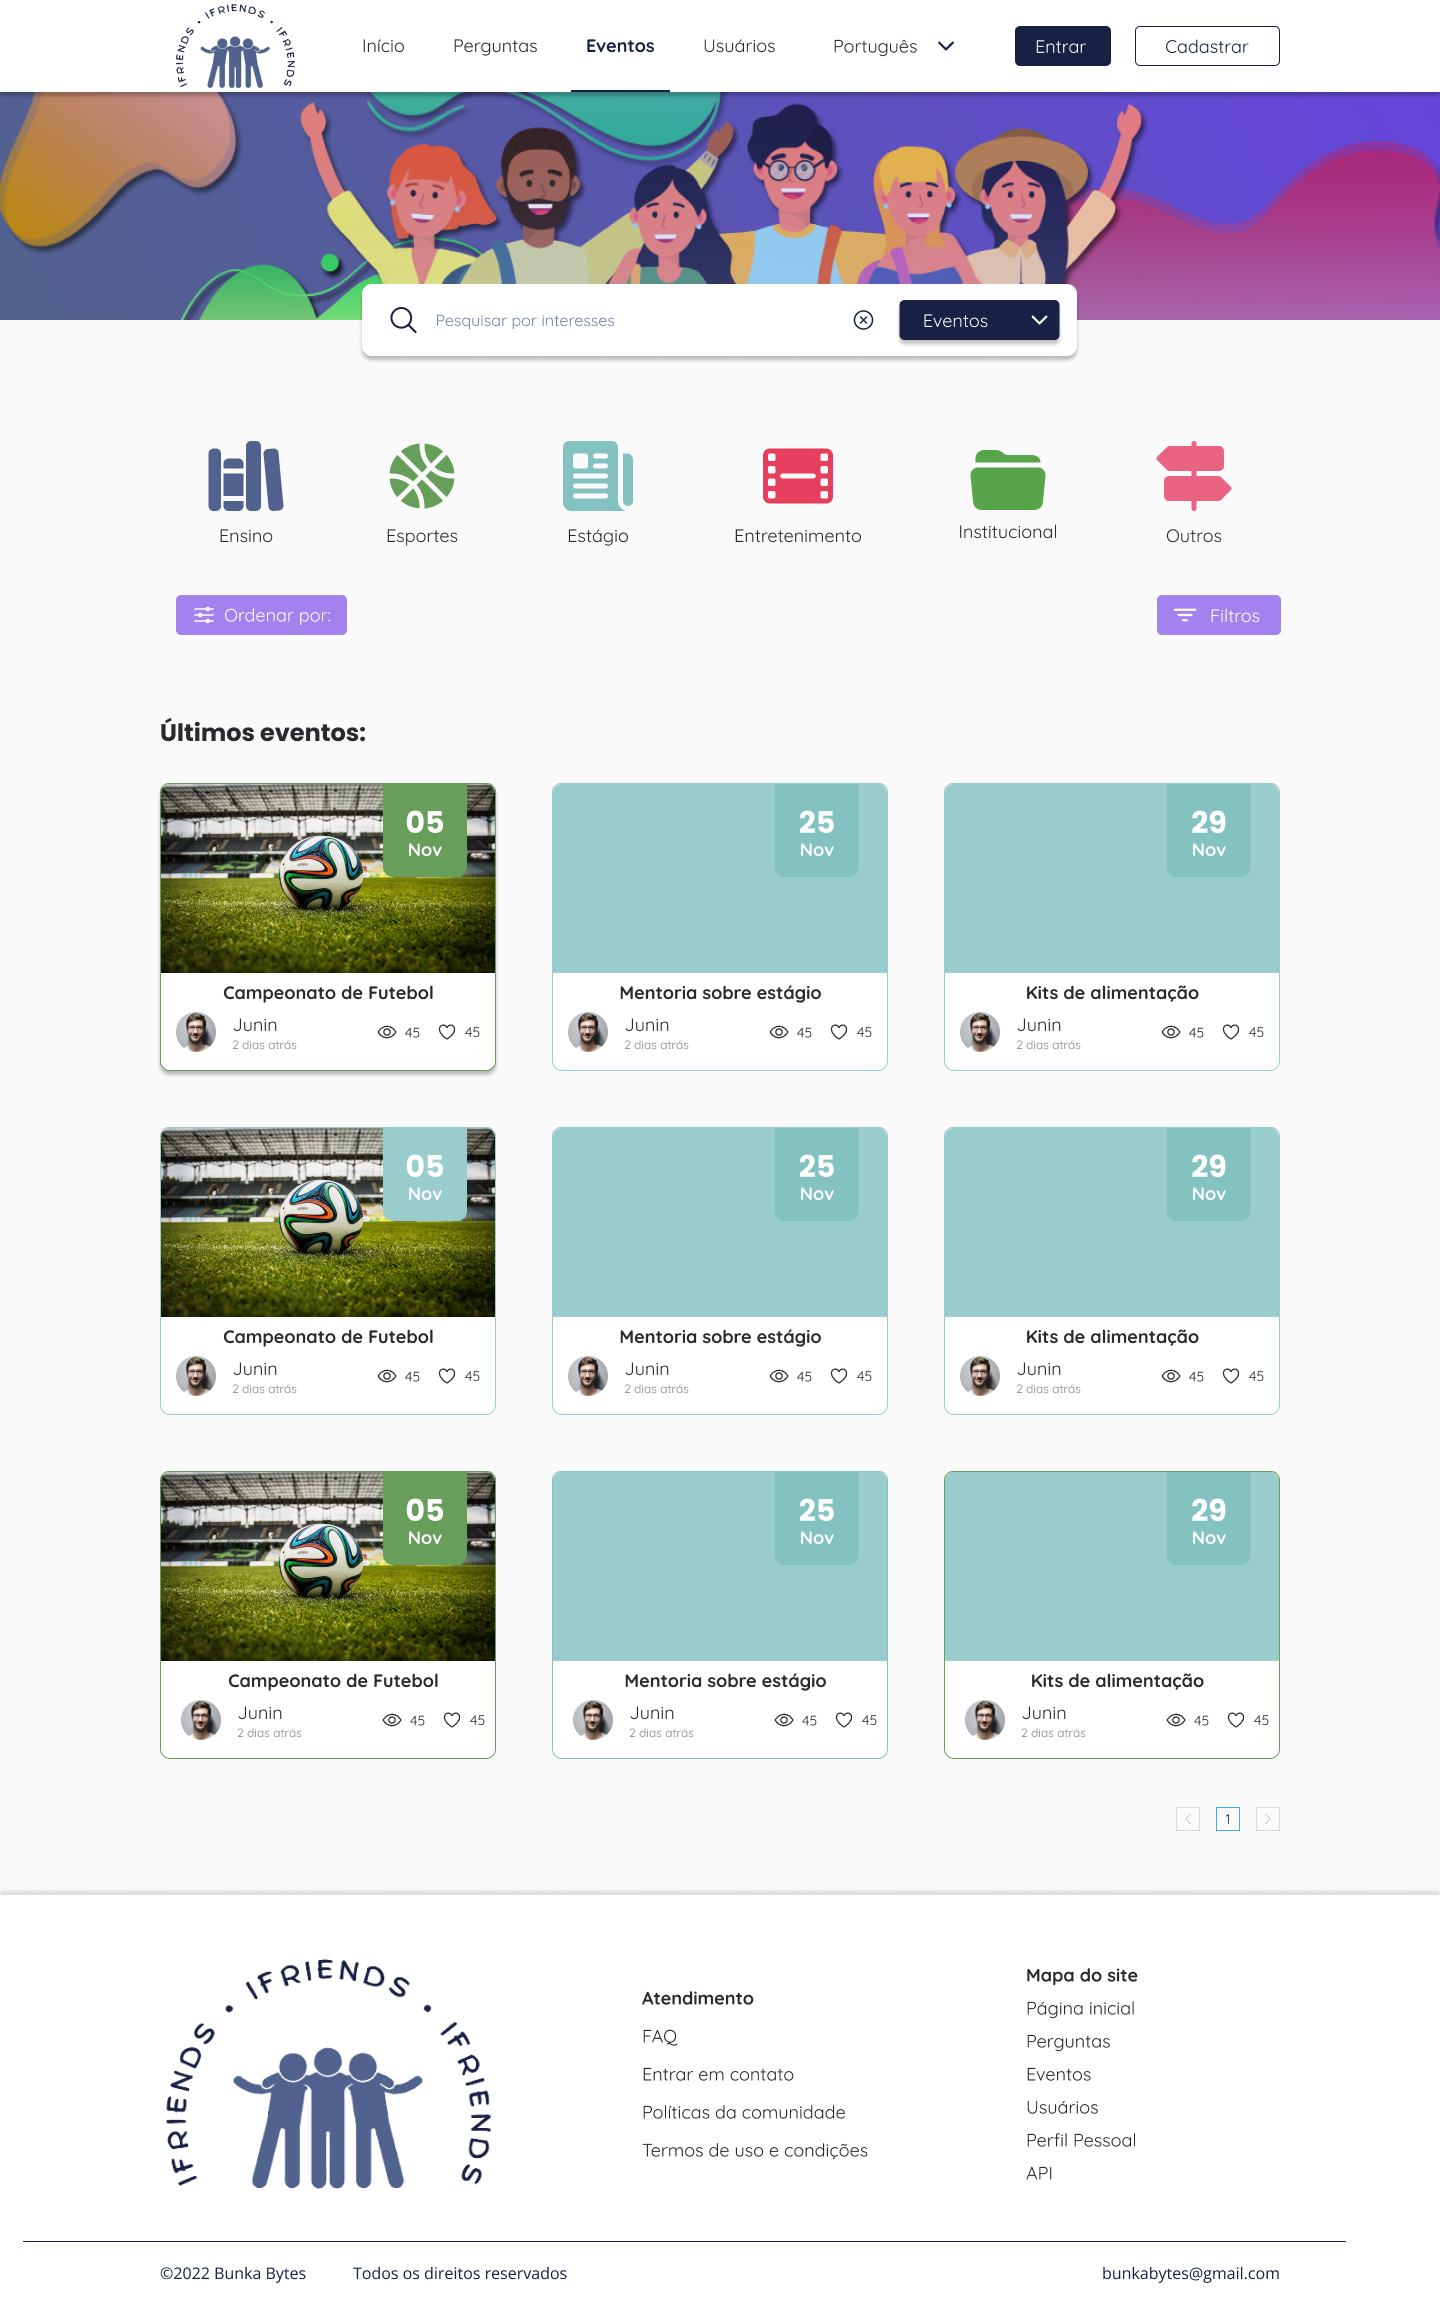 IFRIENDS • IFRIENDS • IFRIENDS
Início Perguntas Eventos Usuários Português Entrar Cadastrar
Pesquisar por interesses Eventos
Ensino Esportes Estágio Entretenimento Institucional Outros
Ordenar por: Filtros
Últimos eventos:
05 25 29
Nov Nov Nov
Campeonato de Futebol Mentoria sobre estágio Kits de alimentação
Junin 45 45 Junin 45 45 Junin 45 45
2 dias atrás 2 dias atrás 2 dias atrás
05 25 29
Nov Nov Nov
Campeonato de Futebol Mentoria sobre estágio Kits de alimentação
Junin 45 45 Junin 45 45 Junin 45 45
2 dias atrás 2 dias atrás 2 dias atrás
05 25 29
Nov Nov Nov
Campeonato de Futebol Mentoria sobre estágio Kits de alimentação
Junin 45 45 Junin 45 45 Junin 45 45
2 dias atrás 2 dias atrás 2 dias atrás
1
IFRIENDS • IFRIENDS • IFRIENDS
Atendimento
FAQ
Entrar em contato
Políticas da comunidade
Termos de uso e condições
Mapa do site
Página inicial
Perguntas
Eventos
Usuários
Perfil Pessoal
API
©2022 Bunka Bytes Todos os direitos reservados bunkabytes@gmail.com